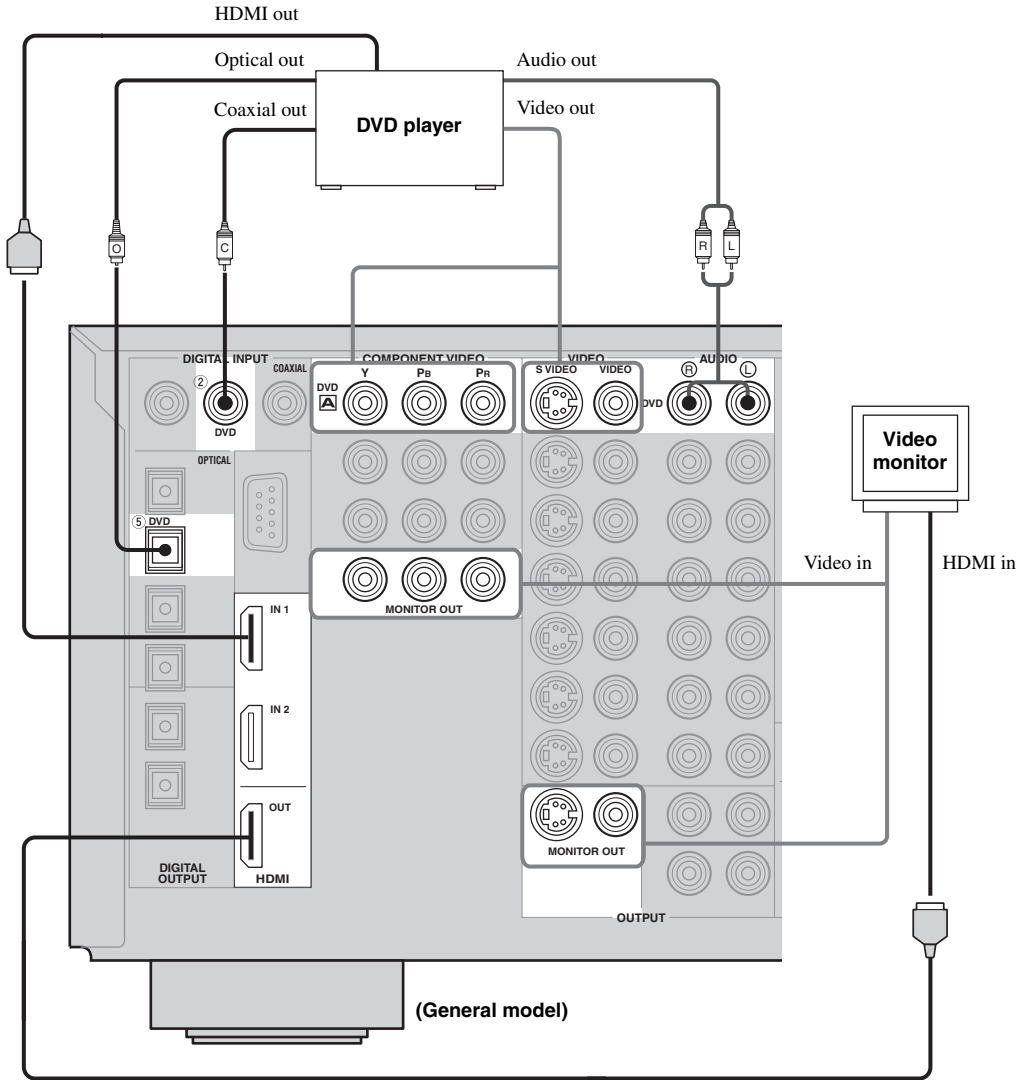 HDMI out
Optical out
Audio out
Coaxial out
Video out
DVD player
O
C
R
L
DIGITAL INPUT
COAXIAL
COMPONENT VIDEO
VIDEO
AUDIO
②
DVD
Y
PB
PR
DVD
A
S VIDEO
VIDEO
DVD
Ⓡ
Ⓛ
OPTICAL
⑤ DVD
Video
monitor
Video in
HDMI in
MONITOR OUT
IN 1
IN 2
OUT
MONITOR OUT
DIGITAL
OUTPUT
HDMI
OUTPUT
(General model)